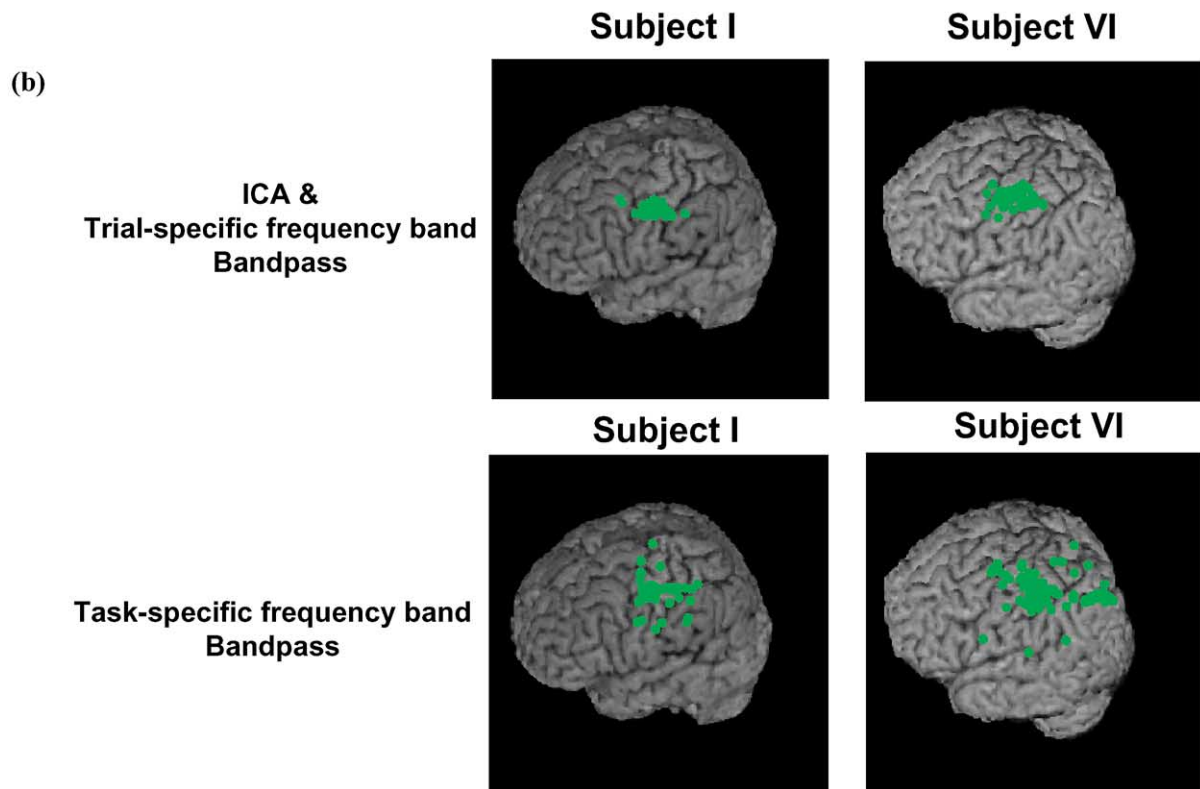 Subject I
Subject VI
(b)
ICA &
Trial-specific frequency band
Bandpass
Subject I
Subject VI
Task-specific frequency band
Bandpass